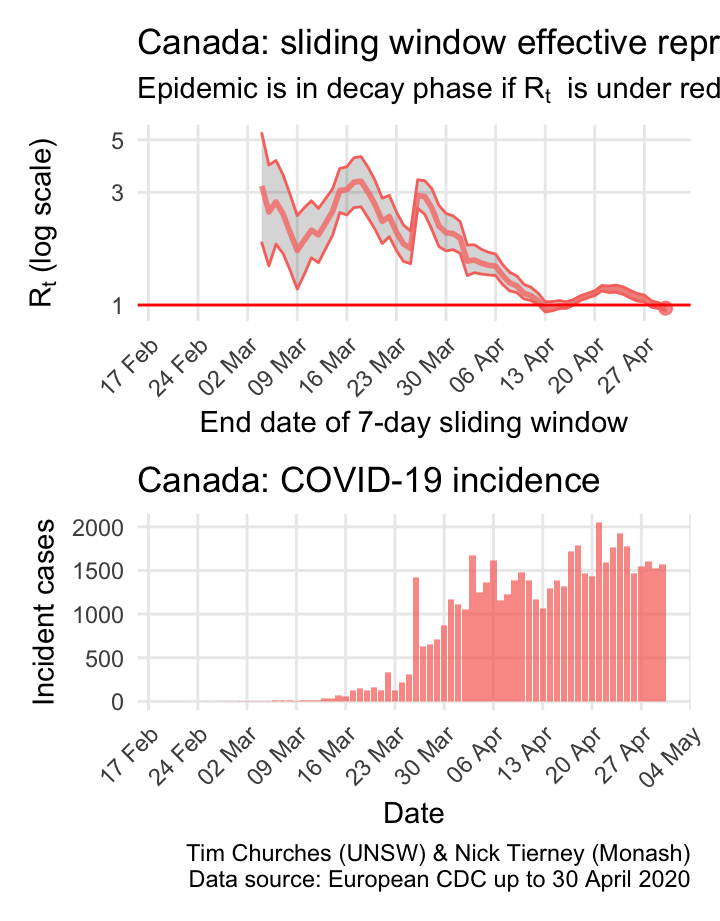 Canada: sliding window effective repr
Epidemic is in decay phase if Rt is under red
Rt (log scale)
5
3
1
17 Feb
24 Feb
02 Mar
09 Mar
16 Mar
23 Mar
30 Mar
06 Apr
13 Apr
20 Apr
27 Apr
End date of 7-day sliding window
Canada: COVID-19 incidence
Incident cases
2000
1500
1000
500
0
17 Feb
24 Feb
02 Mar
09 Mar
16 Mar
23 Mar
30 Mar
06 Apr
13 Apr
20 Apr
27 Apr
04 May
Date
Tim Churches (UNSW) & Nick Tierney (Monash)
Data source: European CDC up to 30 April 2020